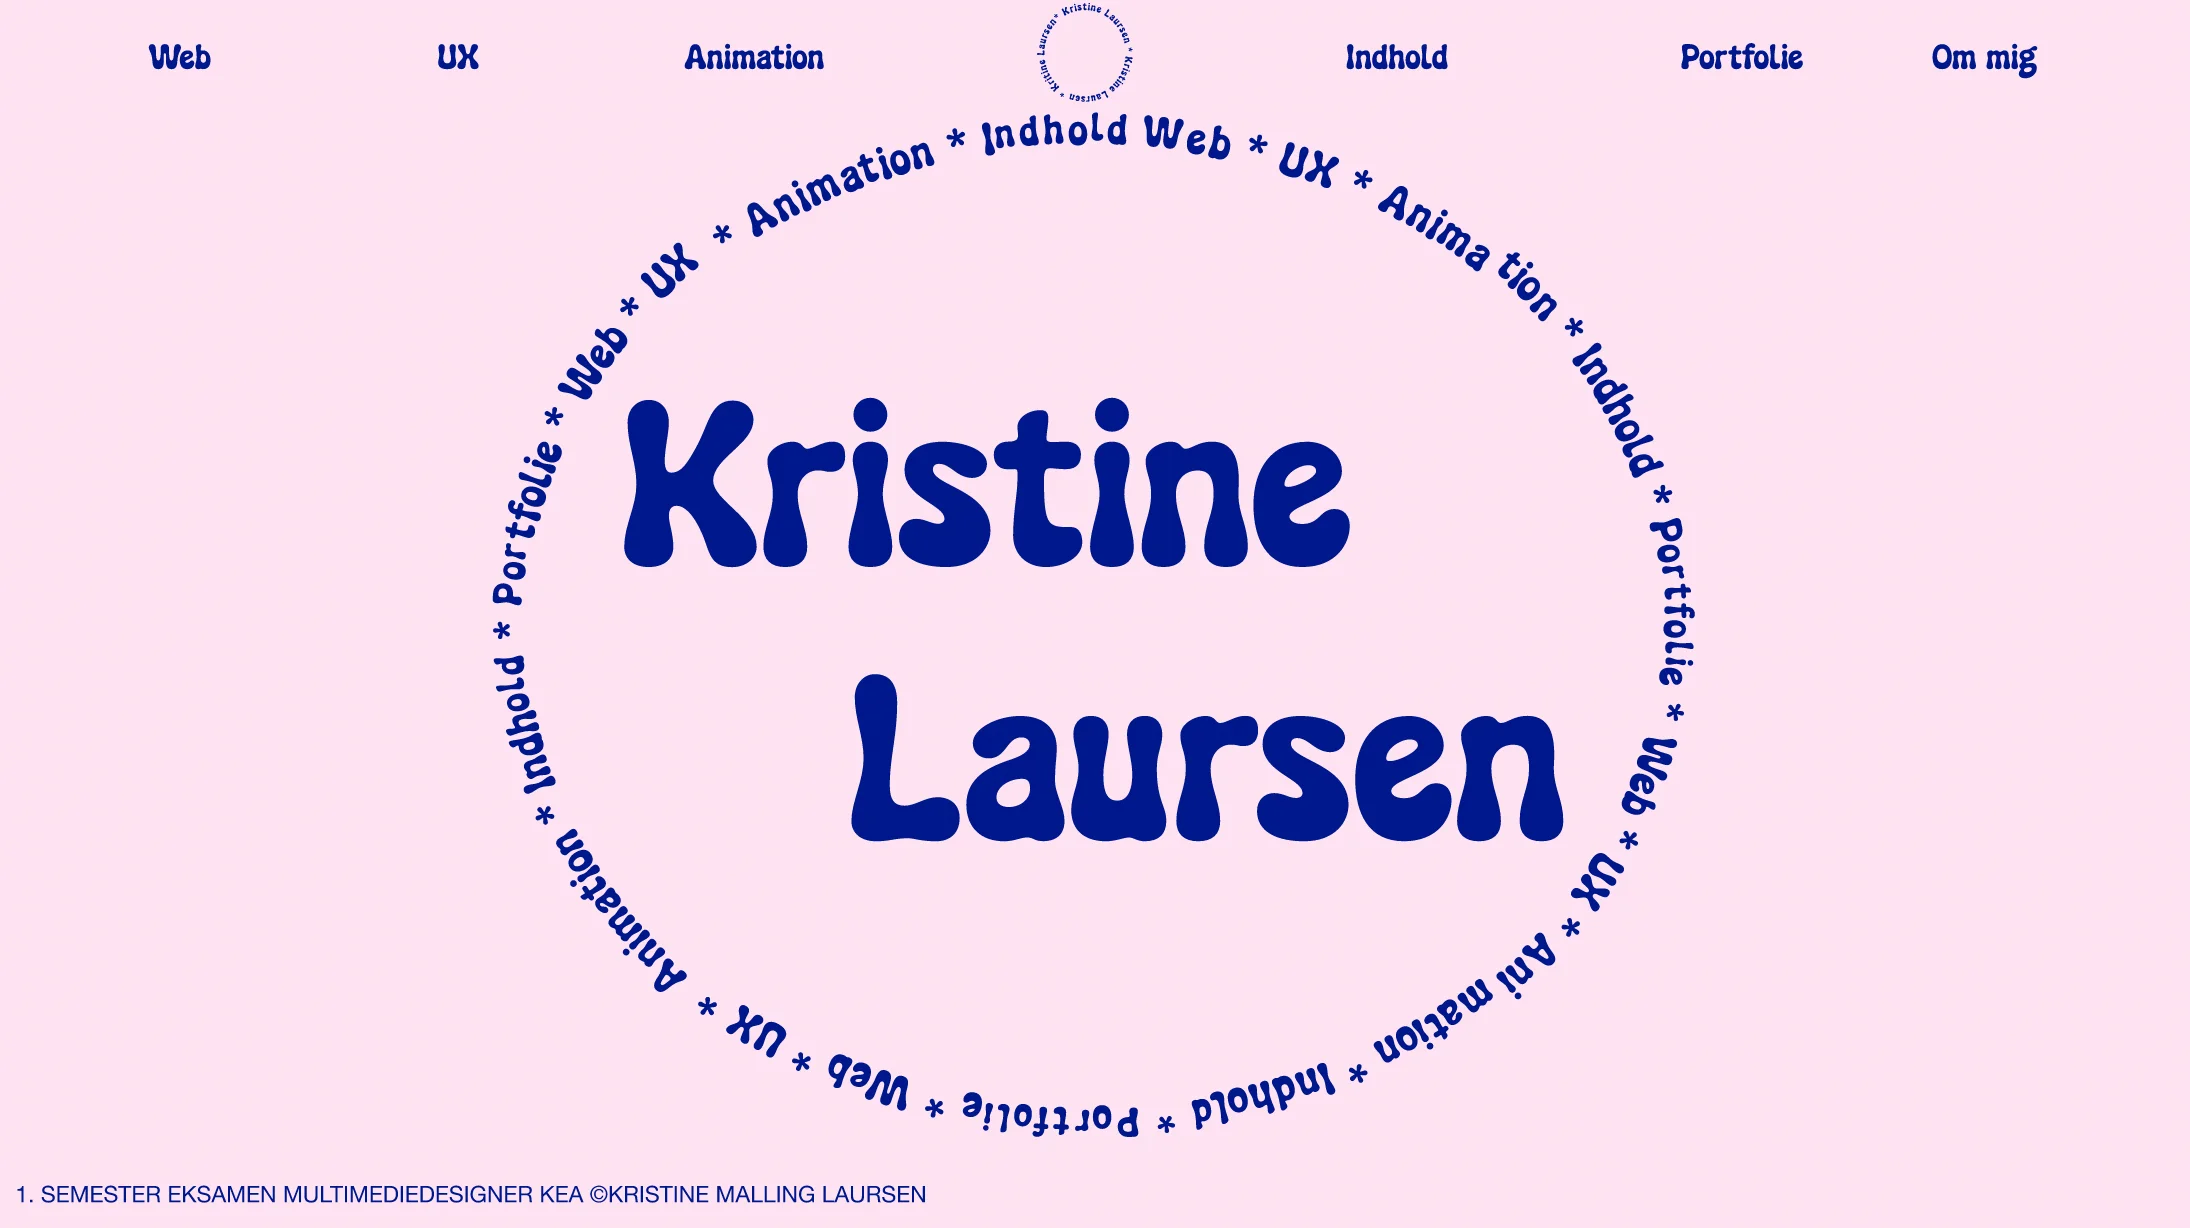 Web UX Animation Indhold Portfolie Om mig
Kristine Laursen * Kristine Laursen * Kritine Laursen*
Indhold Web * UX * Anima tion * Indhold * Portfolie * Web * UX * Ani mation * Indhold * Portfolie * Web * UX * Animation * Indhold * Portfolie * Web * UX * Animation *
Kristine
Laursen
1. SEMESTER EKSAMEN MULTIMEDIEDESIGNER KEA ©KRISTINE MALLING LAURSEN